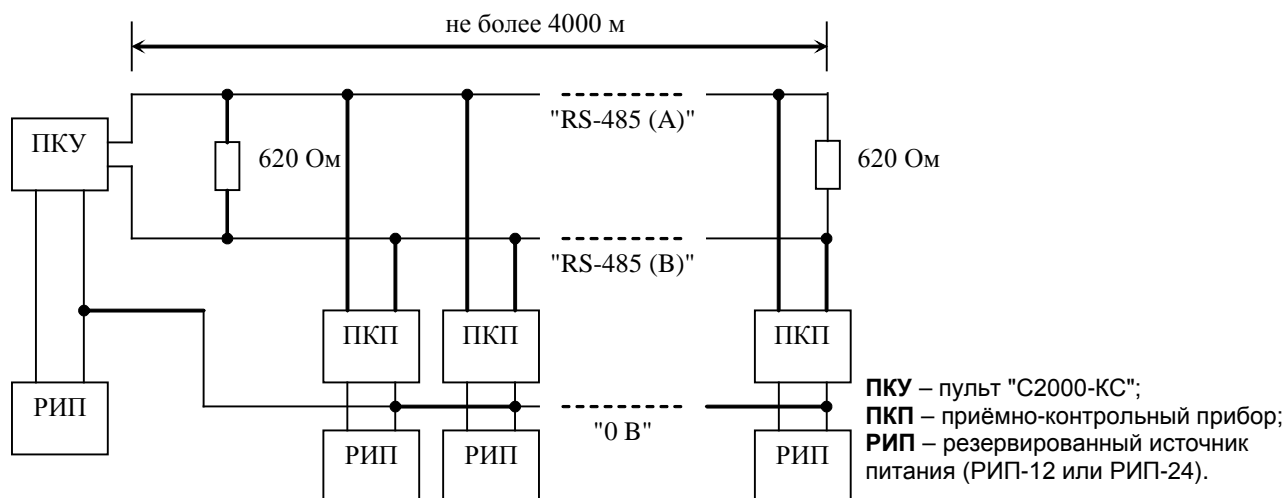 не более 4000 м
"RS-485 (A)"
ПКУ
620 Ом
620 Ом
"RS-485 (B)"
ПКП
ПКП
ПКП
РИП
"0 В"
РИП
РИП
РИП
ПКУ – пульт "С2000-КС";
ПКП – приёмно-контрольный прибор;
РИП – резервированный источник
питания (РИП-12 или РИП-24).